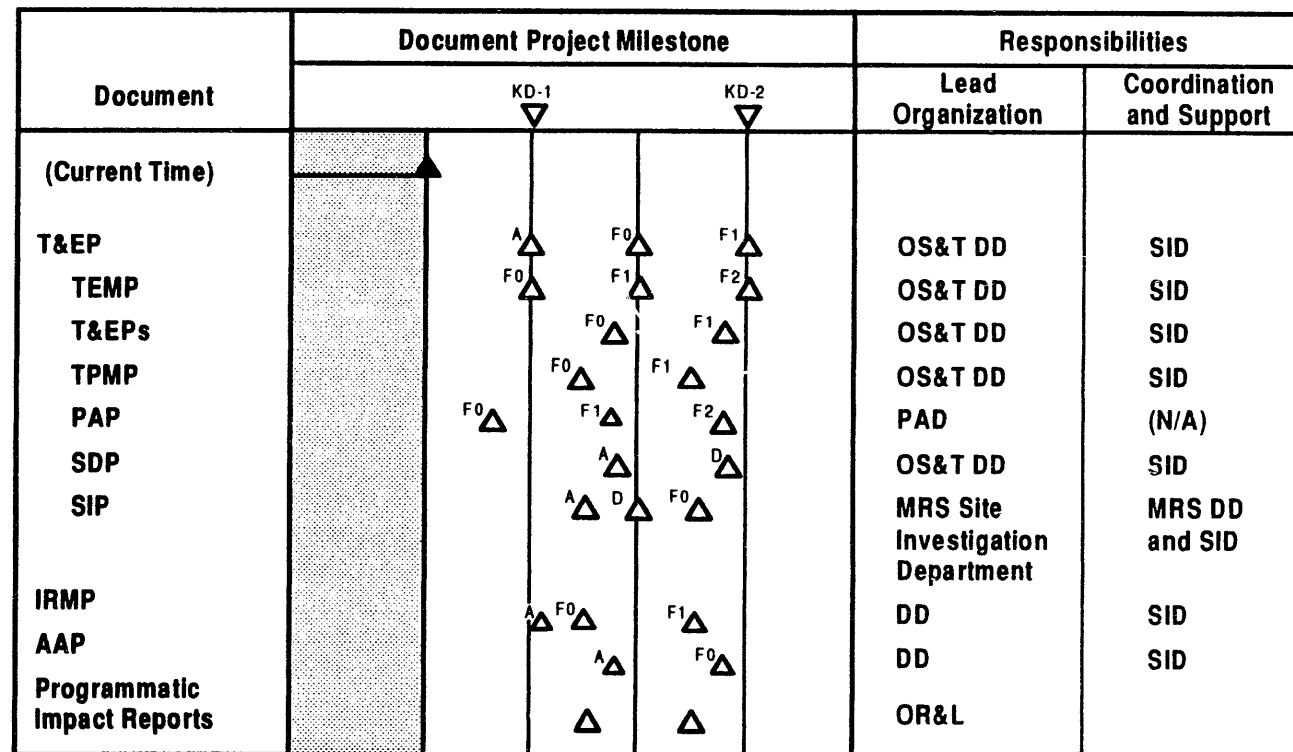 Document Project Milestone
Responsibilities
Document
KD-1
KD-2
Lead Organization
Coordination and Support
(Current Time)
T&EP A F0 F1 OS&T DD SID
TEMP F0 F1 F2 OS&T DD SID
T&EPs F0 F1 OS&T DD SID
TPMP F0 F1 OS&T DD SID
PAP F0 F1 F2 PAD (N/A)
SDP A D OS&T DD SID
SIP A D F0 MRS Site MRS DD
Investigation and SID
Department
IRMP A F0 F1 DD SID
AAP A F0 DD SID
Programmatic
Impact Reports OR&L